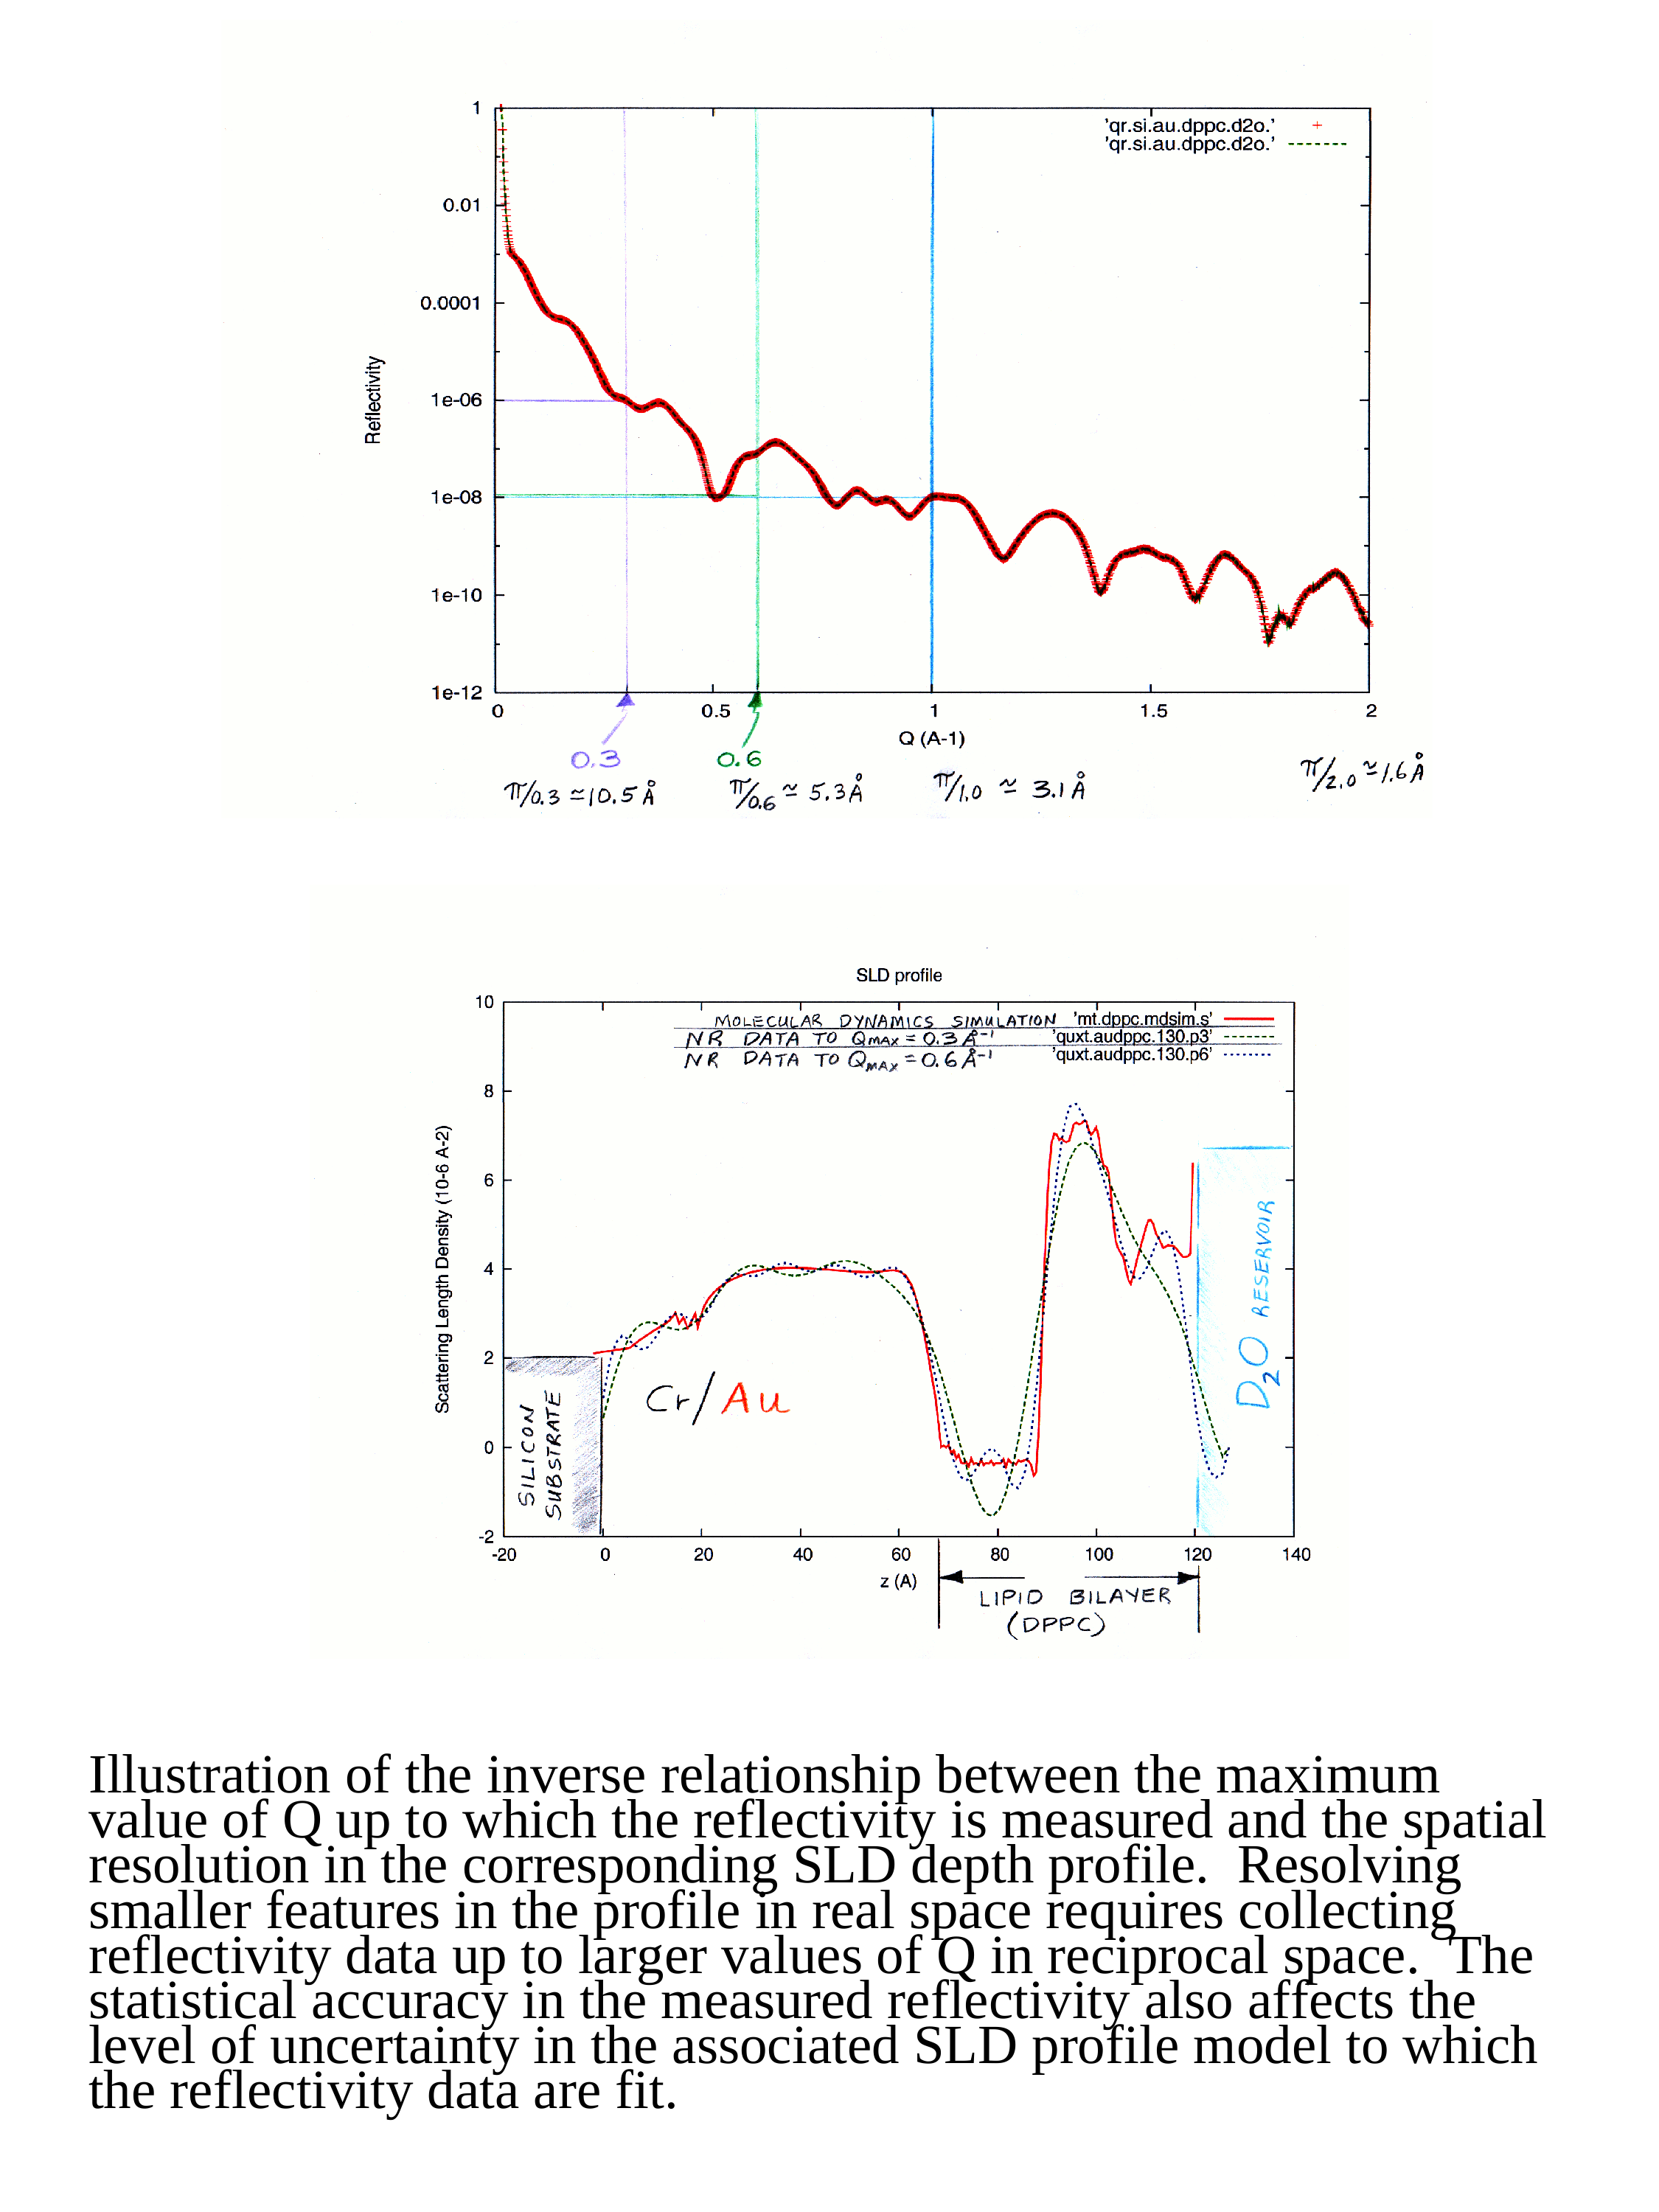 1
'qr.si.au.dppc.d2o.'
'qr.si.au.dppc.d2o.'
0.01
0.0001
Reflectivity
1e-06
1e-08
1e-10
1e-12
0 0.5 1 1.5 2
Q (A-1)
0.3 0.6
π/0.3 ≃ 10.5 Å π/0.6 ≃ 5.3 Å π/1.0 ≃ 3.1 Å π/2.0 ≃ 1.6 Å
SLD profile
10
MOLECULAR DYNAMICS SIMULATION 'mt.dppc.mdsim.s'
NR DATA TO QMAX = 0.3 Å-1 'quxt.audppc.130.p3'
NR DATA TO QMAX = 0.6 Å-1 'quxt.audppc.130.p6'
8
6
4
2
0
-2
Scattering Length Density (10-6 A-2)
SILICON
SUBSTRATE
Cr/Au
D2O RESERVOIR
-20 0 20 40 60 80 100 120 140
z (A)
LIPID BILAYER
(DPPC)
Illustration of the inverse relationship between the maximum
value of Q up to which the reflectivity is measured and the spatial
resolution in the corresponding SLD depth profile. Resolving
smaller features in the profile in real space requires collecting
reflectivity data up to larger values of Q in reciprocal space. The
statistical accuracy in the measured reflectivity also affects the
level of uncertainty in the associated SLD profile model to which
the reflectivity data are fit.